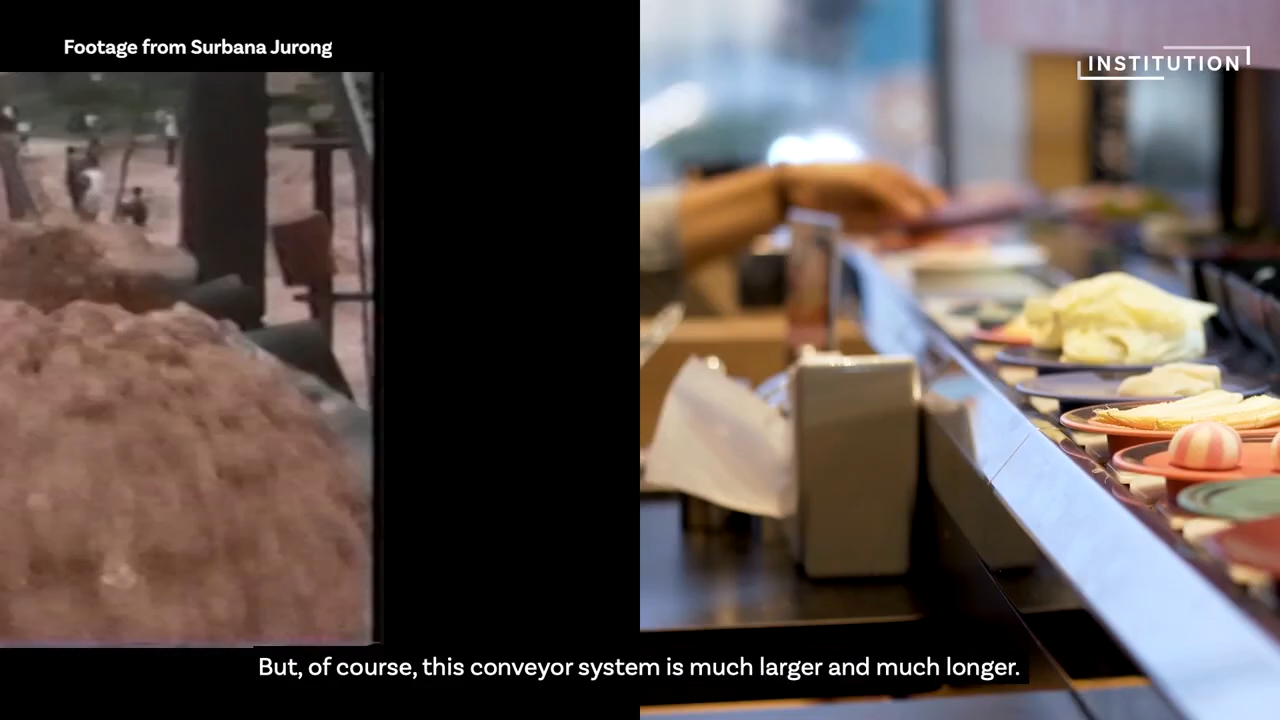 Footage from Surbana Jurong
INSTITUTION
But, of course, this conveyor system is much larger and much longer.